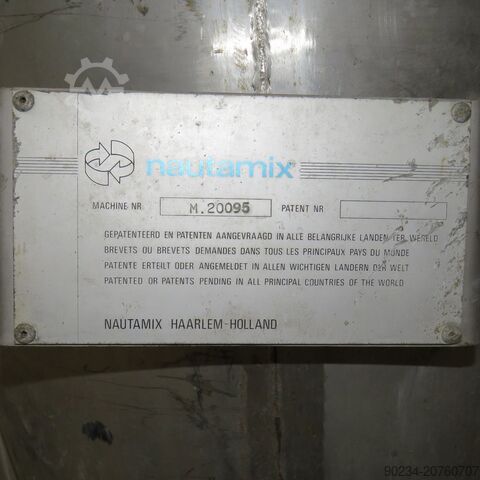 nautamix
MACHINE NR M.20095 PATENT NR
GEPATENTEERD EN PATENTEN AANGEVRAAGD IN ALLE BELANGRIJKE LANDEN TER WERELD
BREVETS OU BREVETS DEMANDES DANS TOUS LES PRINCIPAUX PAYS DU MONDE
PATENTE ERTEILT ODER ANGEMELDET IN ALLEN WICHTIGEN LANDERN DER WELT
PATENTED OR PATENTS PENDING IN ALL PRINCIPAL COUNTRIES OF THE WORLD
NAUTAMIX HAARLEM-HOLLAND
90234-20760707